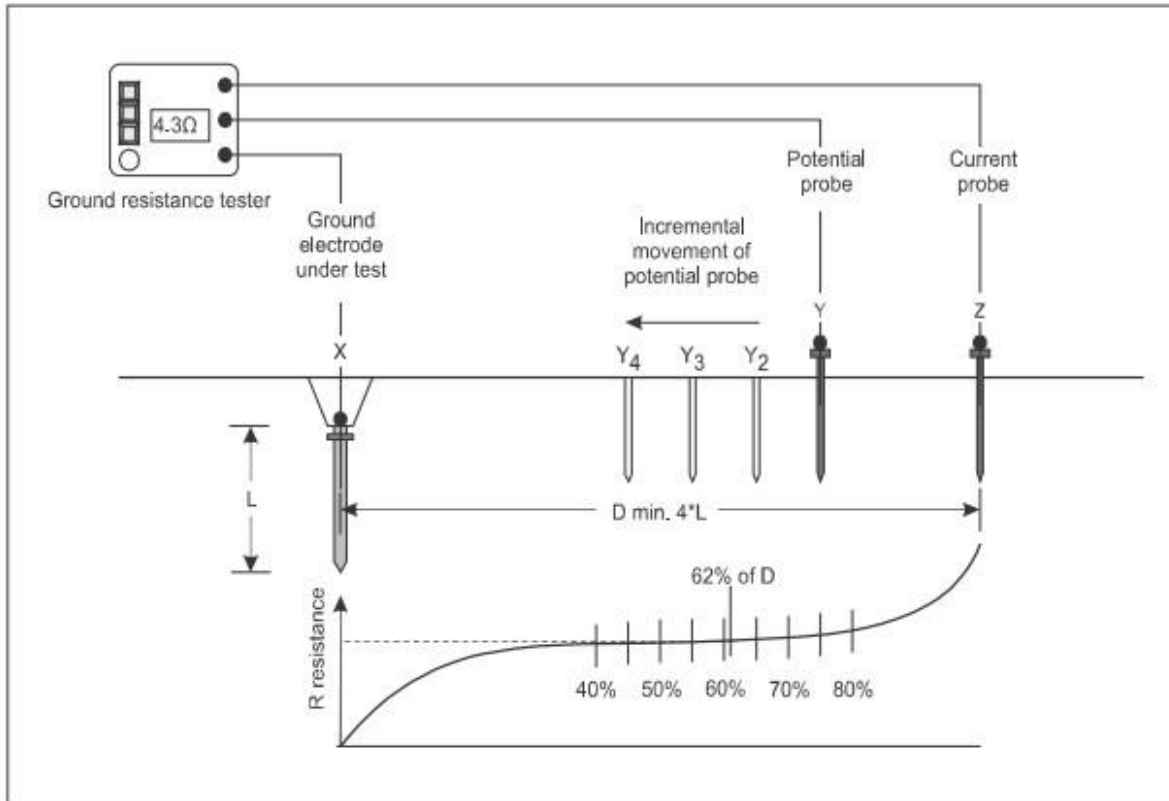 4.3Ω
Ground resistance tester
Ground
electrode
under test
Potential
probe
Current
probe
Incremental
movement of
potential probe
X
Y4
Y3
Y2
Y
Z
L
D min. 4*L
62% of D
R resistance
40%
50%
60%
70%
80%